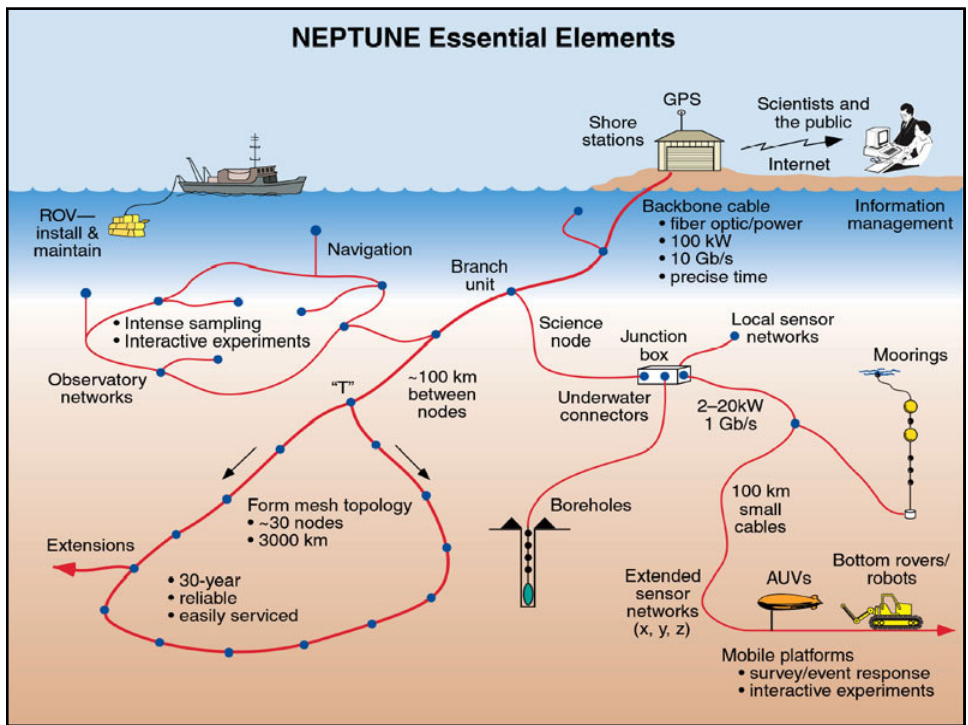 NEPTUNE Essential Elements
GPS
Shore
stations
Scientists and
the public
Internet
ROV—
install &
maintain
Backbone cable
• fiber optic/power
• 100 kW
• 10 Gb/s
• precise time
Information
management
Navigation
Branch
unit
• Intense sampling
• Interactive experiments
Observatory
networks
Science
node
Junction
box
Local sensor
networks
Moorings
"T"
~100 km
between
nodes
Underwater
connectors
2–20kW
1 Gb/s
Form mesh topology
• ~30 nodes
• 3000 km
Boreholes
100 km
small
cables
Extensions
• 30-year
• reliable
• easily serviced
Extended
sensor
networks
(x, y, z)
AUVs
Bottom rovers/
robots
Mobile platforms
• survey/event response
• interactive experiments